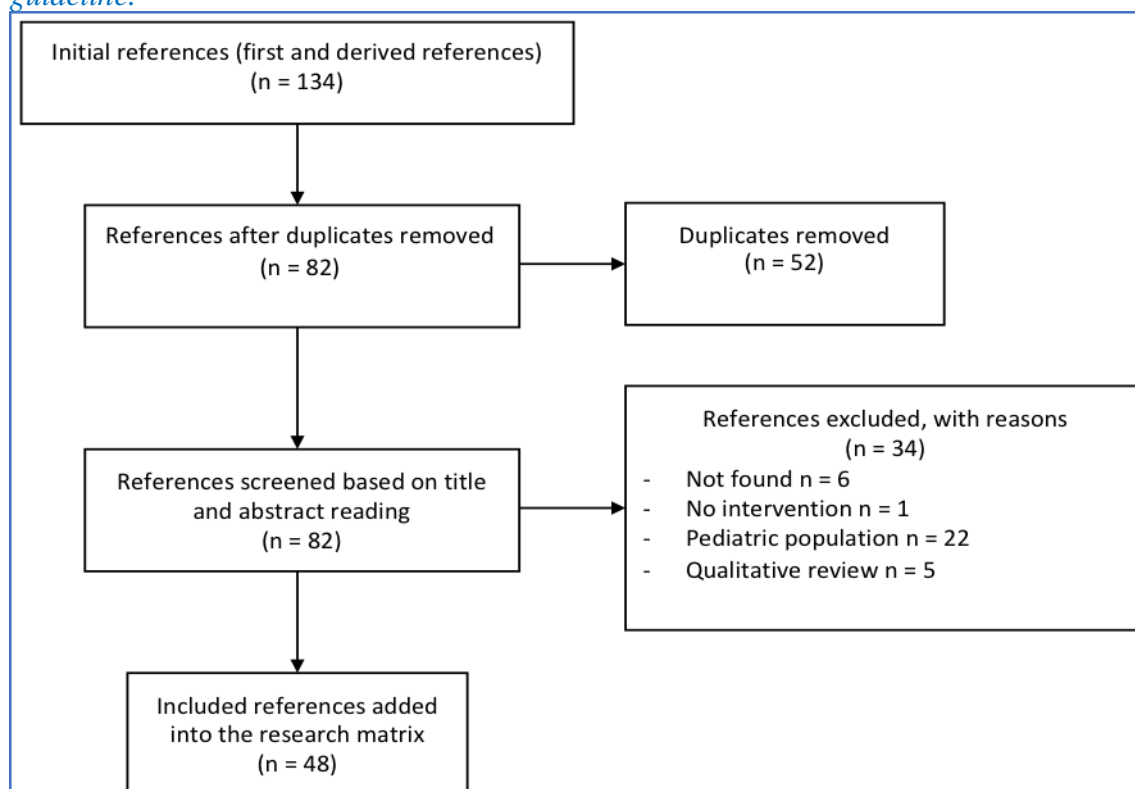 guideline.
Initial references (first and derived references)
(n = 134)
References after duplicates removed
(n = 82)
Duplicates removed
(n = 52)
References screened based on title
and abstract reading
(n = 82)
References excluded, with reasons
(n = 34)
- Not found n = 6
- No intervention n = 1
- Pediatric population n = 22
- Qualitative review n = 5
Included references added
into the research matrix
(n = 48)